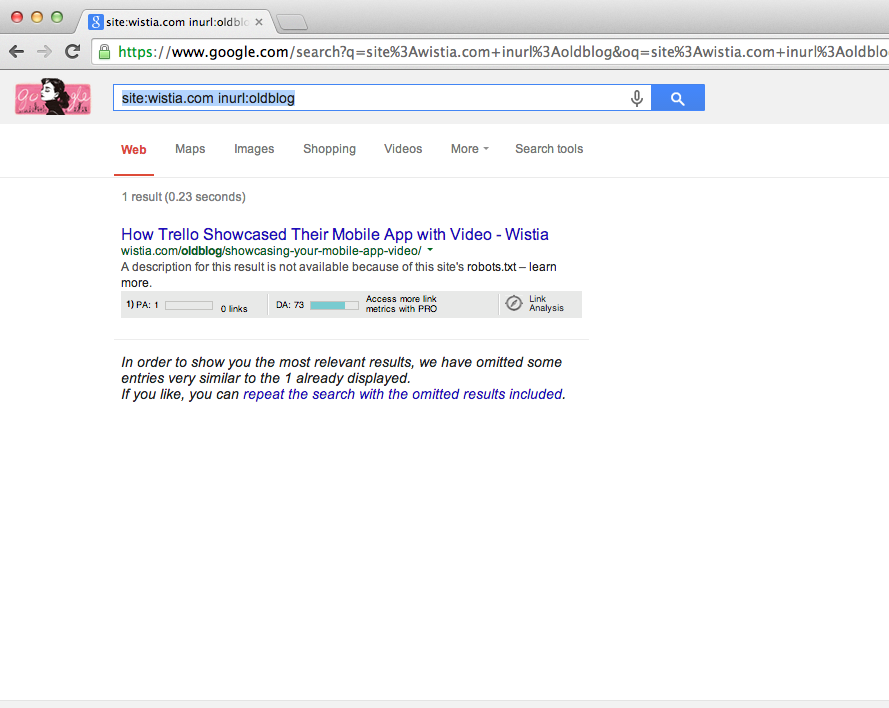 site:wistia.com inurl:oldblo
https://www.google.com/search?q=site%3Awistia.com+inurl%3Aoldblog&oq=site%3Awistia.com+inurl%3Aoldblo
site:wistia.com inurl:oldblog
Web Maps Images Shopping Videos More Search tools
1 result (0.23 seconds)
How Trello Showcased Their Mobile App with Video - Wistia
wistia.com/oldblog/showcasing-your-mobile-app-video/
A description for this result is not available because of this site's robots.txt – learn
more.
1) PA: 1 0 links DA: 73 Access more link
metrics with PRO
Link
Analysis
In order to show you the most relevant results, we have omitted some
entries very similar to the 1 already displayed.
If you like, you can repeat the search with the omitted results included.